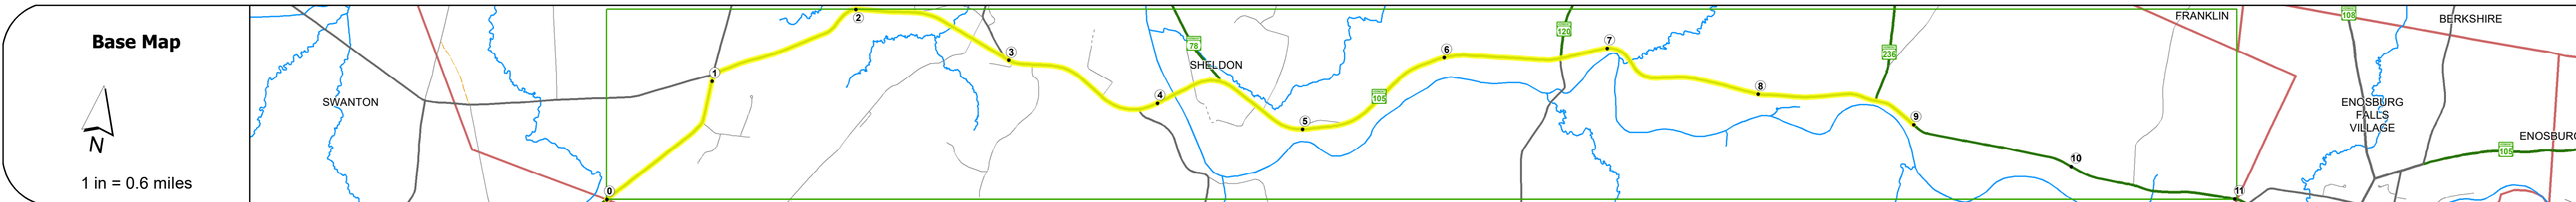 Base Map
N
1 in = 0.6 miles
SWANTON
0
1
2
3
4
78
SHELDON
5
105
6
120
7
8
236
9
10
11
FRANKLIN
108
BERKSHIRE
ENOSBURG
FALLS
VILLAGE
105
ENOSBURG